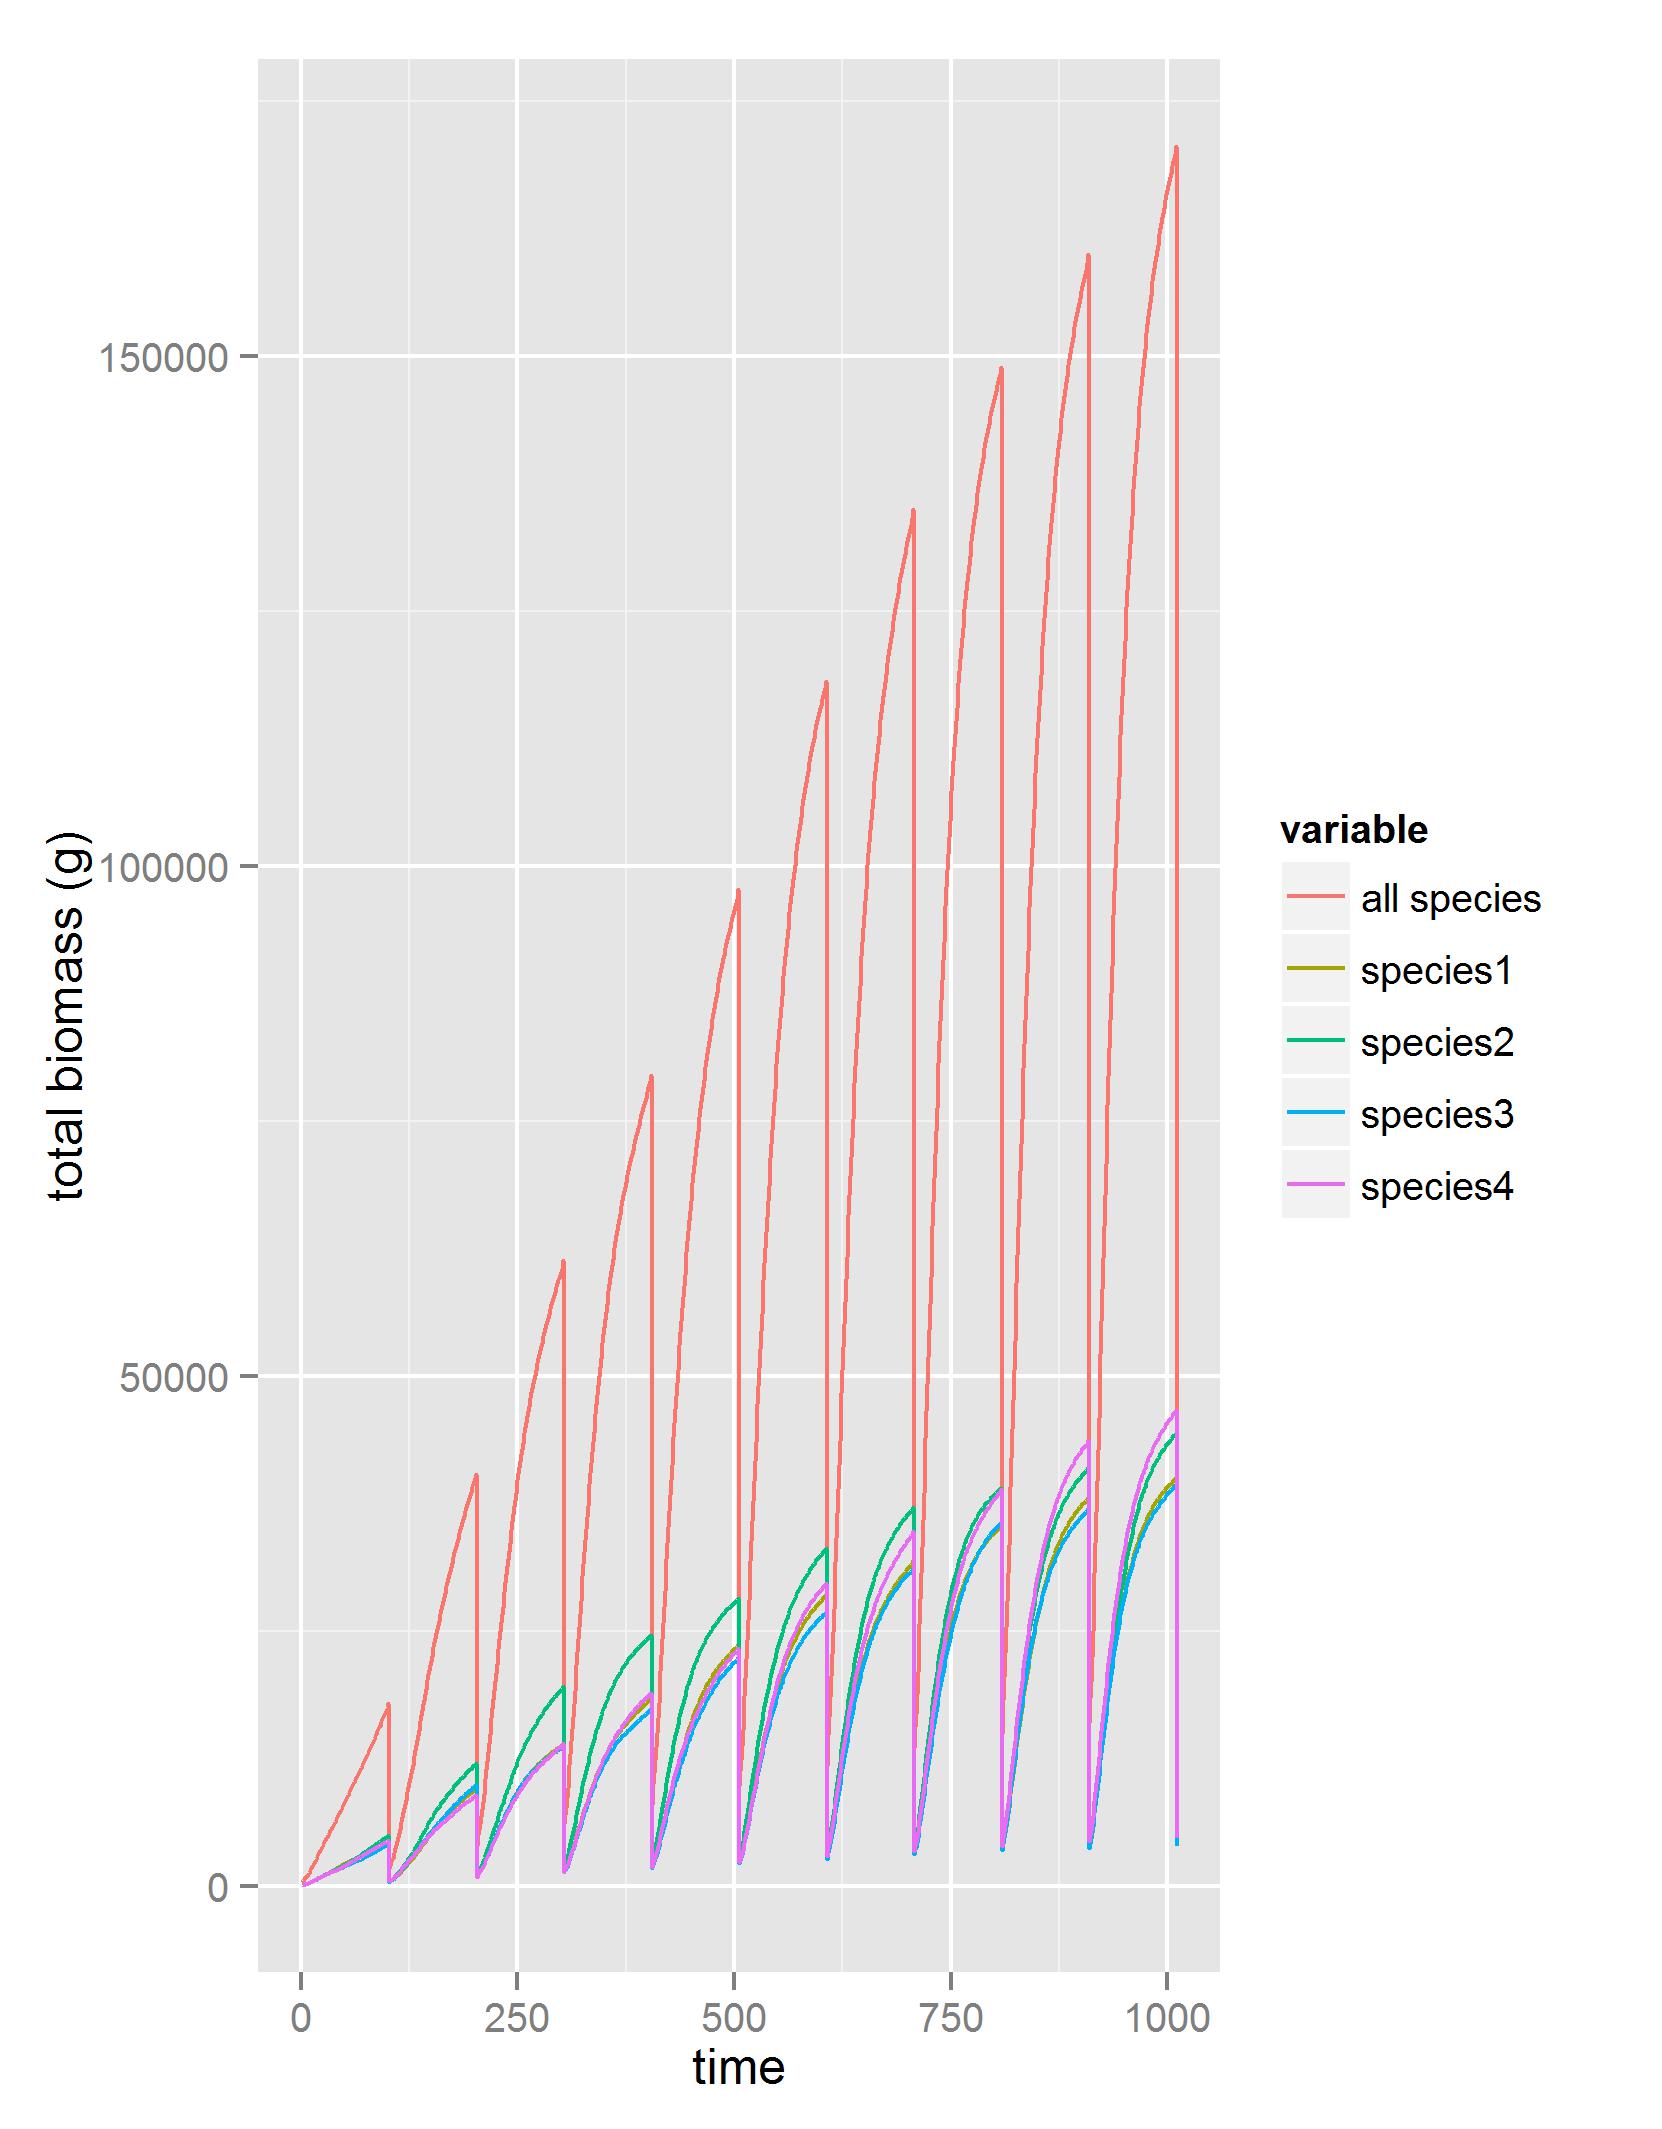 total biomass (g)
150000
100000
50000
0
0 250 500 750 1000
time
variable
all species
species1
species2
species3
species4